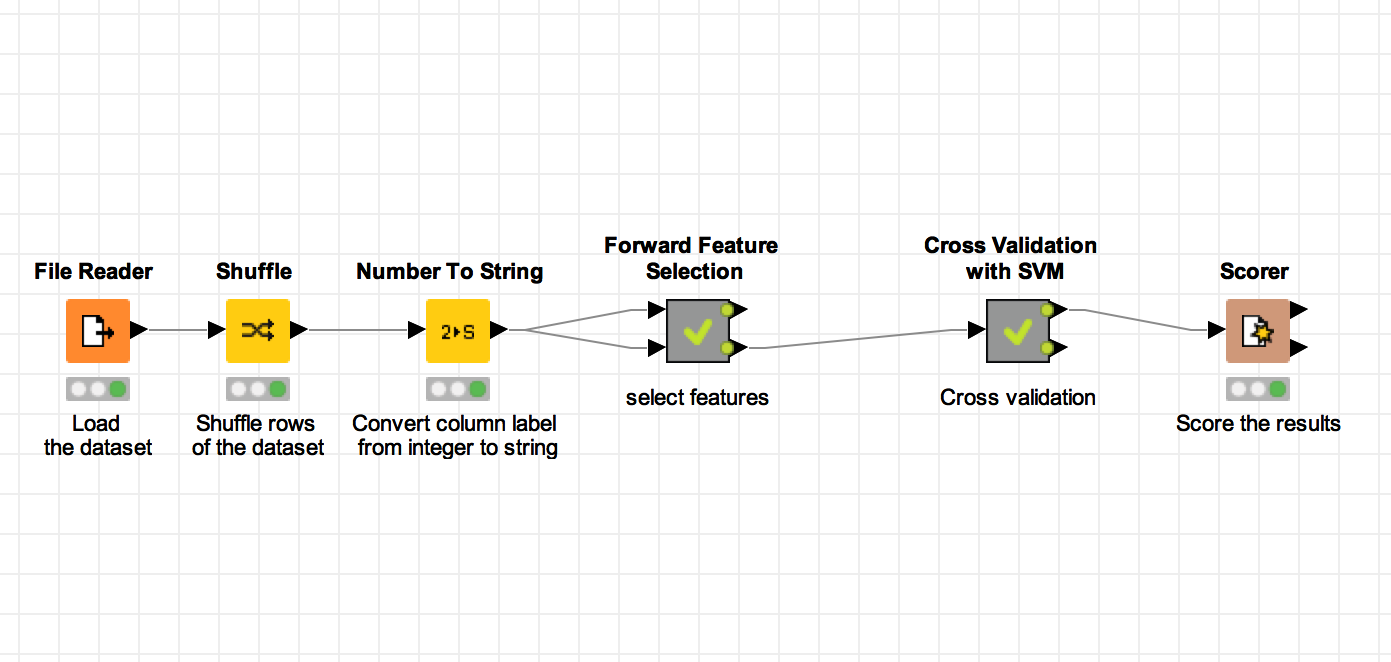 File Reader
Shuffle
Number To String
Forward Feature
Selection
Cross Validation
with SVM
Scorer
2▸S
Load
the dataset
Shuffle rows
of the dataset
Convert column label
from integer to string
select features
Cross validation
Score the results